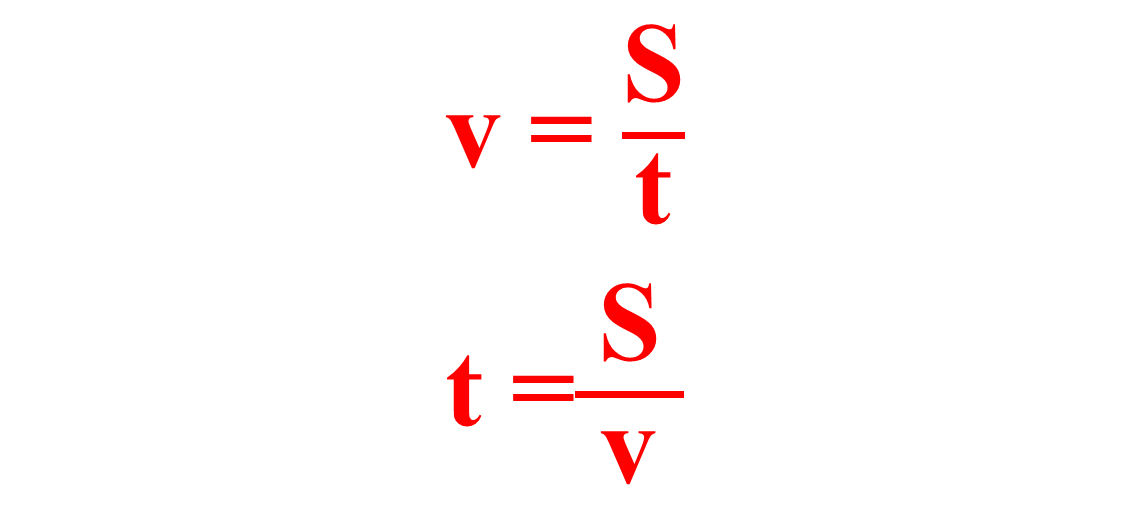 v = S/t
t = S/v